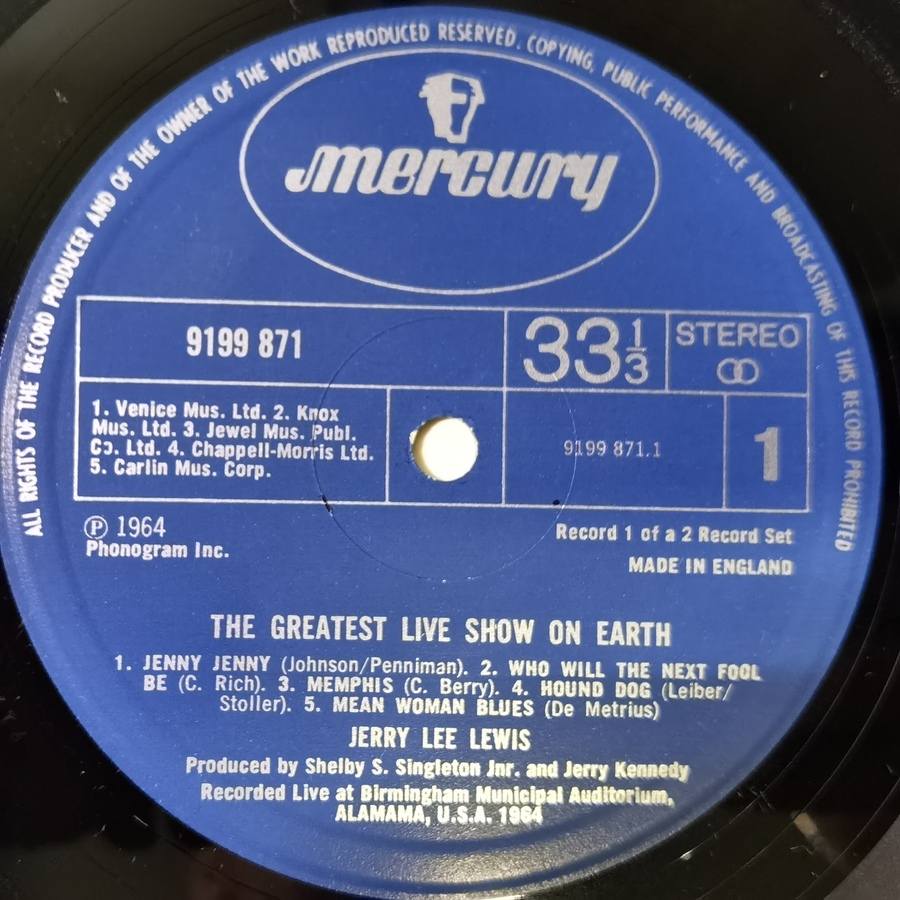 ALL RIGHTS OF THE RECORD PRODUCER AND OF THE OWNER OF THE WORK REPRODUCED RESERVED. COPYING, PUBLIC PERFORMANCE AND BROADCASTING OF THIS RECORD PROHIBITED
mercury
9199 871
33 1/3
STEREO
1. Venice Mus. Ltd. 2. Knox
Mus. Ltd. 3. Jewel Mus. Publ.
Co. Ltd. 4. Chappell-Morris Ltd.
5. Carlin Mus. Corp.
9199 871.1
1
Ⓟ 1964
Phonogram Inc.
Record 1 of a 2 Record Set
MADE IN ENGLAND
THE GREATEST LIVE SHOW ON EARTH
1. JENNY JENNY (Johnson/Penniman). 2. WHO WILL THE NEXT FOOL
BE (C. Rich). 3. MEMPHIS (C. Berry). 4. HOUND DOG (Leiber/
Stoller). 5. MEAN WOMAN BLUES (De Metrius)
JERRY LEE LEWIS
Produced by Shelby S. Singleton Jnr. and Jerry Kennedy
Recorded Live at Birmingham Municipal Auditorium,
ALAMAMA, U.S.A. 1964